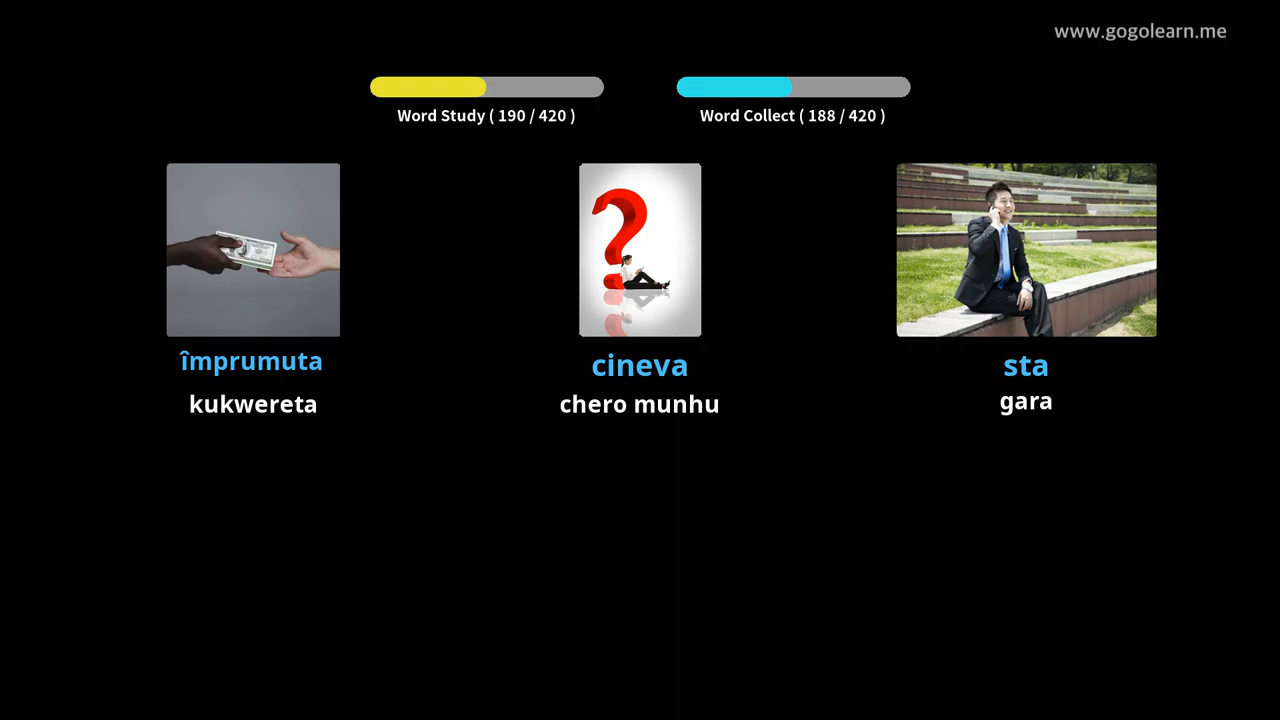 www.gogolearn.me
Word Study ( 190 / 420 )
Word Collect ( 188 / 420 )
împrumuta
kukwereta
cineva
chero munhu
sta
gara